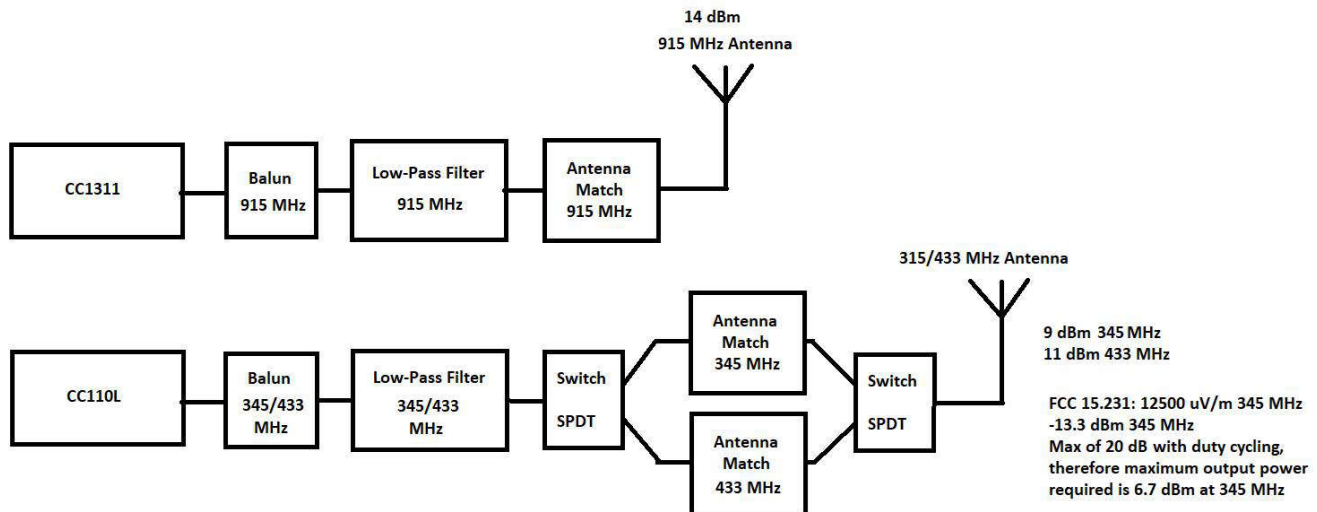 14 dBm
915 MHz Antenna
CC1311
Balun
915 MHz
Low-Pass Filter
915 MHz
Antenna
Match
915 MHz
315/433 MHz Antenna
CC110L
Balun
345/433
MHz
Low-Pass Filter
345/433
MHz
Switch
SPDT
Antenna
Match
345 MHz
Antenna
Match
433 MHz
Switch
SPDT
9 dBm 345 MHz
11 dBm 433 MHz
FCC 15.231: 12500 uV/m 345 MHz
-13.3 dBm 345 MHz
Max of 20 dB with duty cycling,
therefore maximum output power
required is 6.7 dBm at 345 MHz